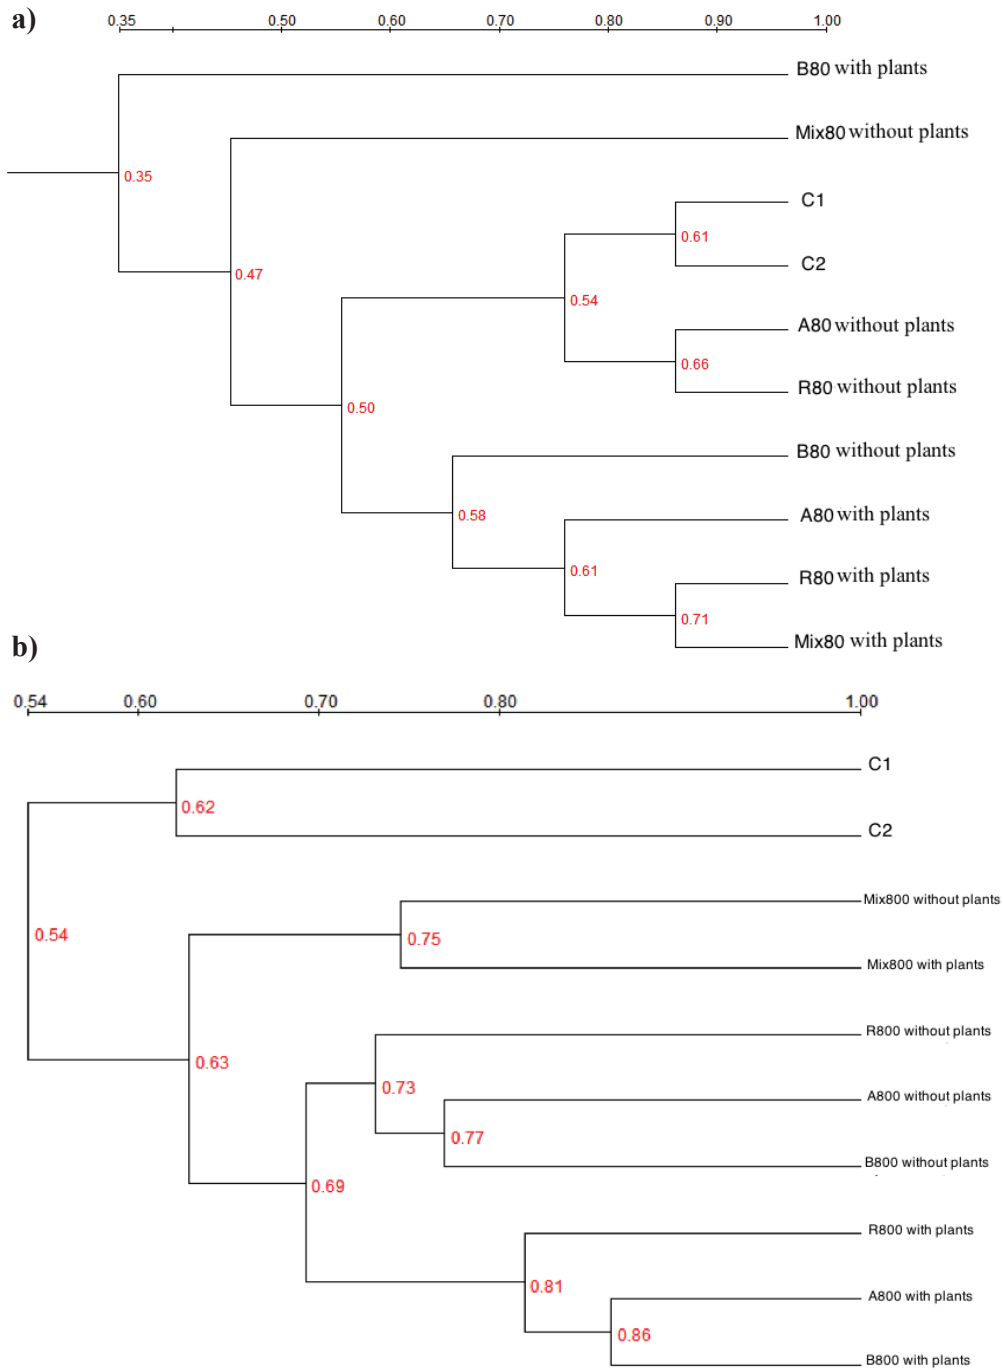 a)
0.35 0.50 0.60 0.70 0.80 0.90 1.00
B80 with plants
Mix80 without plants
0.35
C1
0.61
C2
0.47
0.54
A80 without plants
0.66
R80 without plants
0.50
B80 without plants
0.58
A80 with plants
0.61
R80 with plants
0.71
Mix80 with plants
b)
0.54 0.60 0.70 0.80 1.00
C1
0.62
C2
Mix800 without plants
0.54
0.75
Mix800 with plants
R800 without plants
0.63
0.73
A800 without plants
0.77
B800 without plants
0.69
R800 with plants
0.81
A800 with plants
0.86
B800 with plants